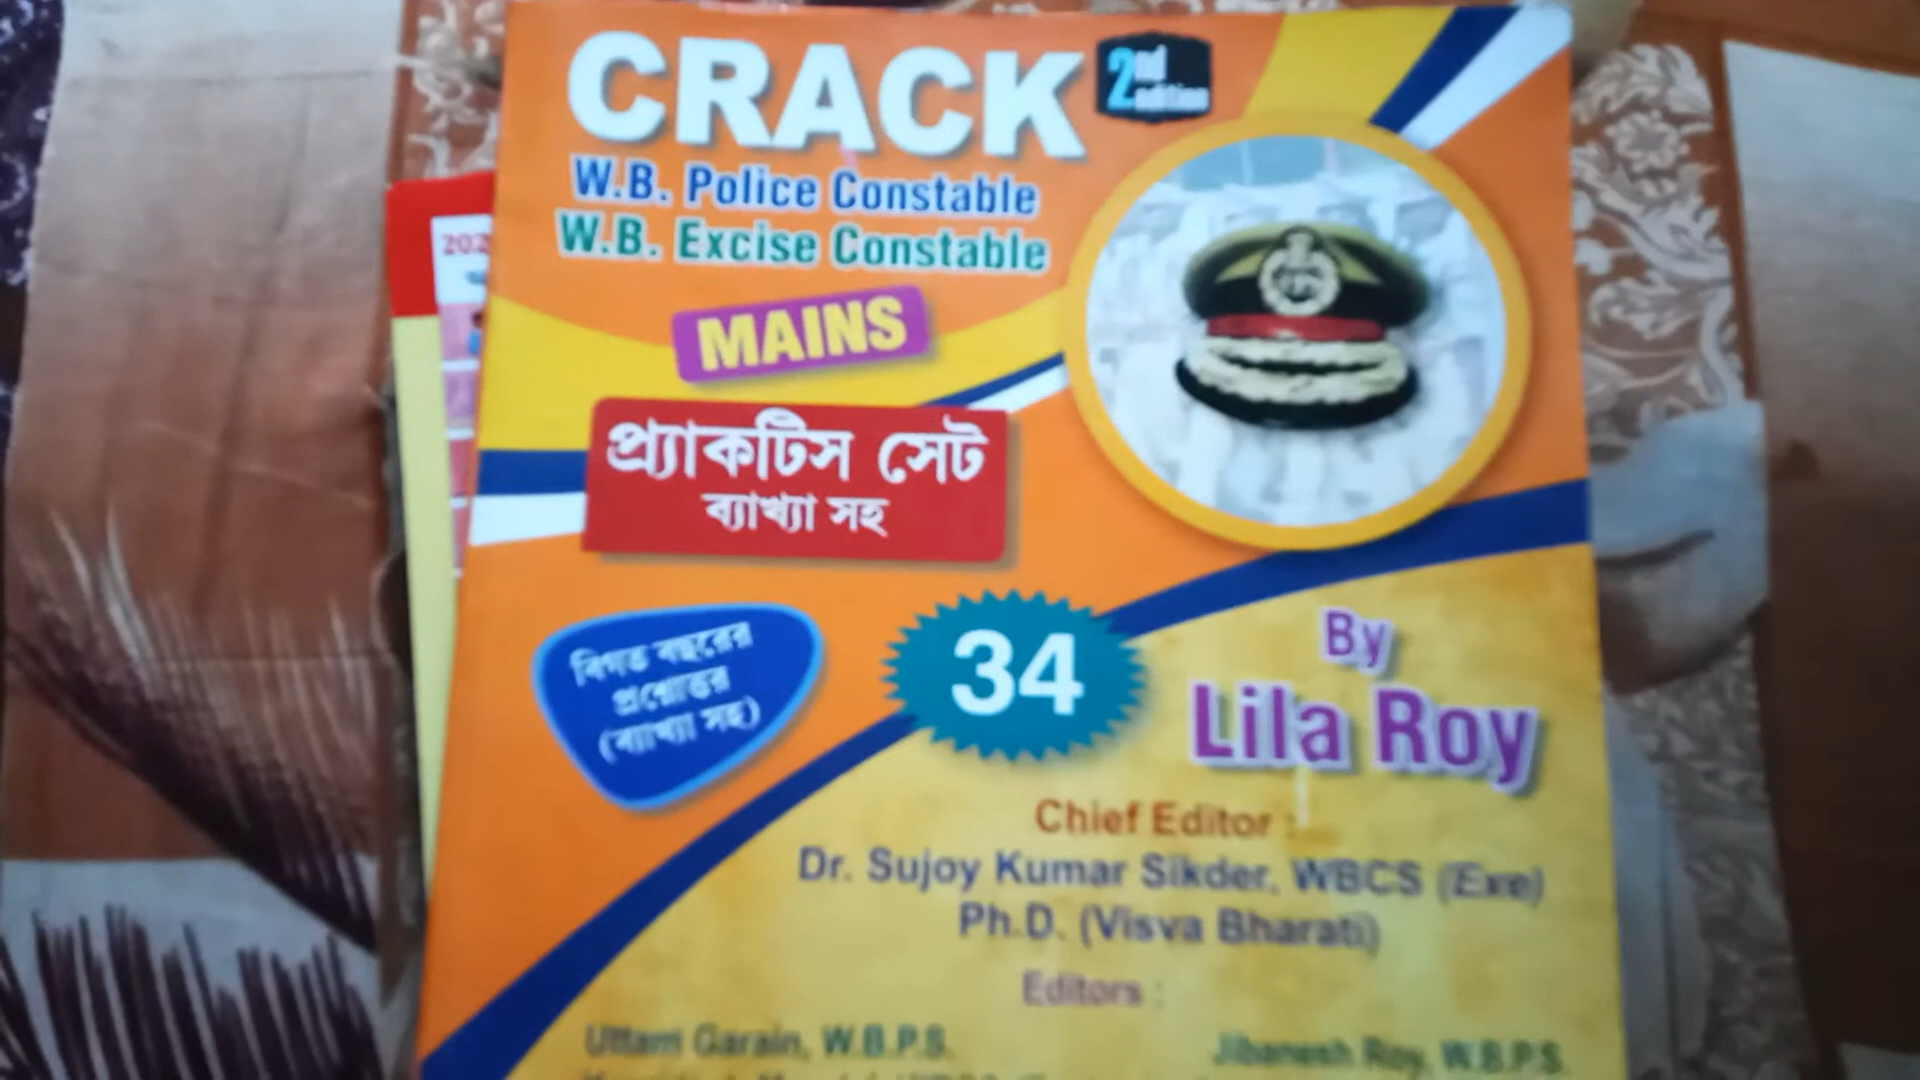 CRACK
2nd edition
W.B. Police Constable
W.B. Excise Constable
MAINS
প্র্যাকটিস সেট
ব্যাখ্যা সহ
বিগত বছরের
প্রশ্নোত্তর
(ব্যাখ্যা সহ)
34
By
Lila Roy
Chief Editor :
Dr. Sujoy Kumar Sikder, WBCS (Exe)
Ph.D. (Visva Bharati)
Editors :
Uttam Garain, W.B.P.S.
Jibanesh Roy, W.B.P.S.
202